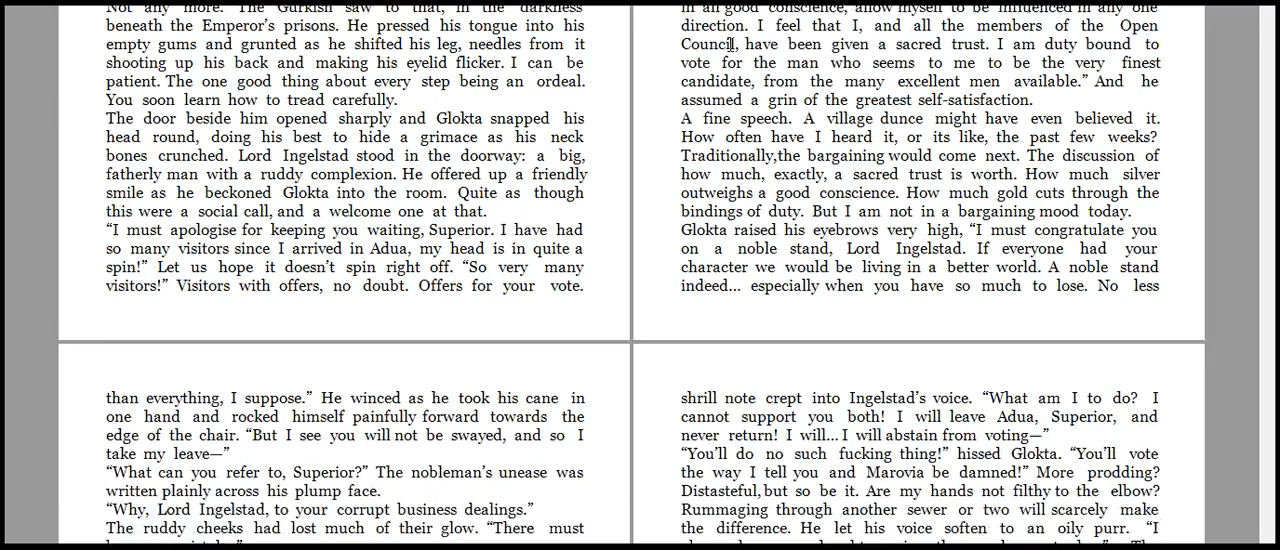 Not any more. The Gurkish saw to that, in the darkness
beneath the Emperor's prisons. He pressed his tongue into his
empty gums and grunted as he shifted his leg, needles from it
shooting up his back and making his eyelid flicker. I can be
patient. The one good thing about every step being an ordeal.
You soon learn how to tread carefully.
The door beside him opened sharply and Glokta snapped his
head round, doing his best to hide a grimace as his neck
bones crunched. Lord Ingelstad stood in the doorway: a big,
fatherly man with a ruddy complexion. He offered up a friendly
smile as he beckoned Glokta into the room. Quite as though
this were a social call, and a welcome one at that.
“I must apologise for keeping you waiting, Superior. I have had
so many visitors since I arrived in Adua, my head is in quite a
spin!” Let us hope it doesn’t spin right off. “So very many
visitors!” Visitors with offers, no doubt. Offers for your vote.
in all good conscience, allow myself to be influenced in any one
direction. I feel that I, and all the members of the Open
Council, have been given a sacred trust. I am duty bound to
vote for the man who seems to me to be the very finest
candidate, from the many excellent men available.” And he
assumed a grin of the greatest self-satisfaction.
A fine speech. A village dunce might have even believed it.
How often have I heard it, or its like, the past few weeks?
Traditionally,the bargaining would come next. The discussion of
how much, exactly, a sacred trust is worth. How much silver
outweighs a good conscience. How much gold cuts through the
bindings of duty. But I am not in a bargaining mood today.
Glokta raised his eyebrows very high, “I must congratulate you
on a noble stand, Lord Ingelstad. If everyone had your
character we would be living in a better world. A noble stand
indeed... especially when you have so much to lose. No less
than everything, I suppose.” He winced as he took his cane in
one hand and rocked himself painfully forward towards the
edge of the chair. “But I see you will not be swayed, and so I
take my leave—”
“What can you refer to, Superior?” The nobleman’s unease was
written plainly across his plump face.
“Why, Lord Ingelstad, to your corrupt business dealings.”
The ruddy cheeks had lost much of their glow. “There must
shrill note crept into Ingelstad’s voice. “What am I to do? I
cannot support you both! I will leave Adua, Superior, and
never return! I will... I will abstain from voting—”
“You’ll do no such fucking thing!” hissed Glokta. “You’ll vote
the way I tell you and Marovia be damned!” More prodding?
Distasteful, but so be it. Are my hands not filthy to the elbow?
Rummaging through another sewer or two will scarcely make
the difference. He let his voice soften to an oily purr. “I